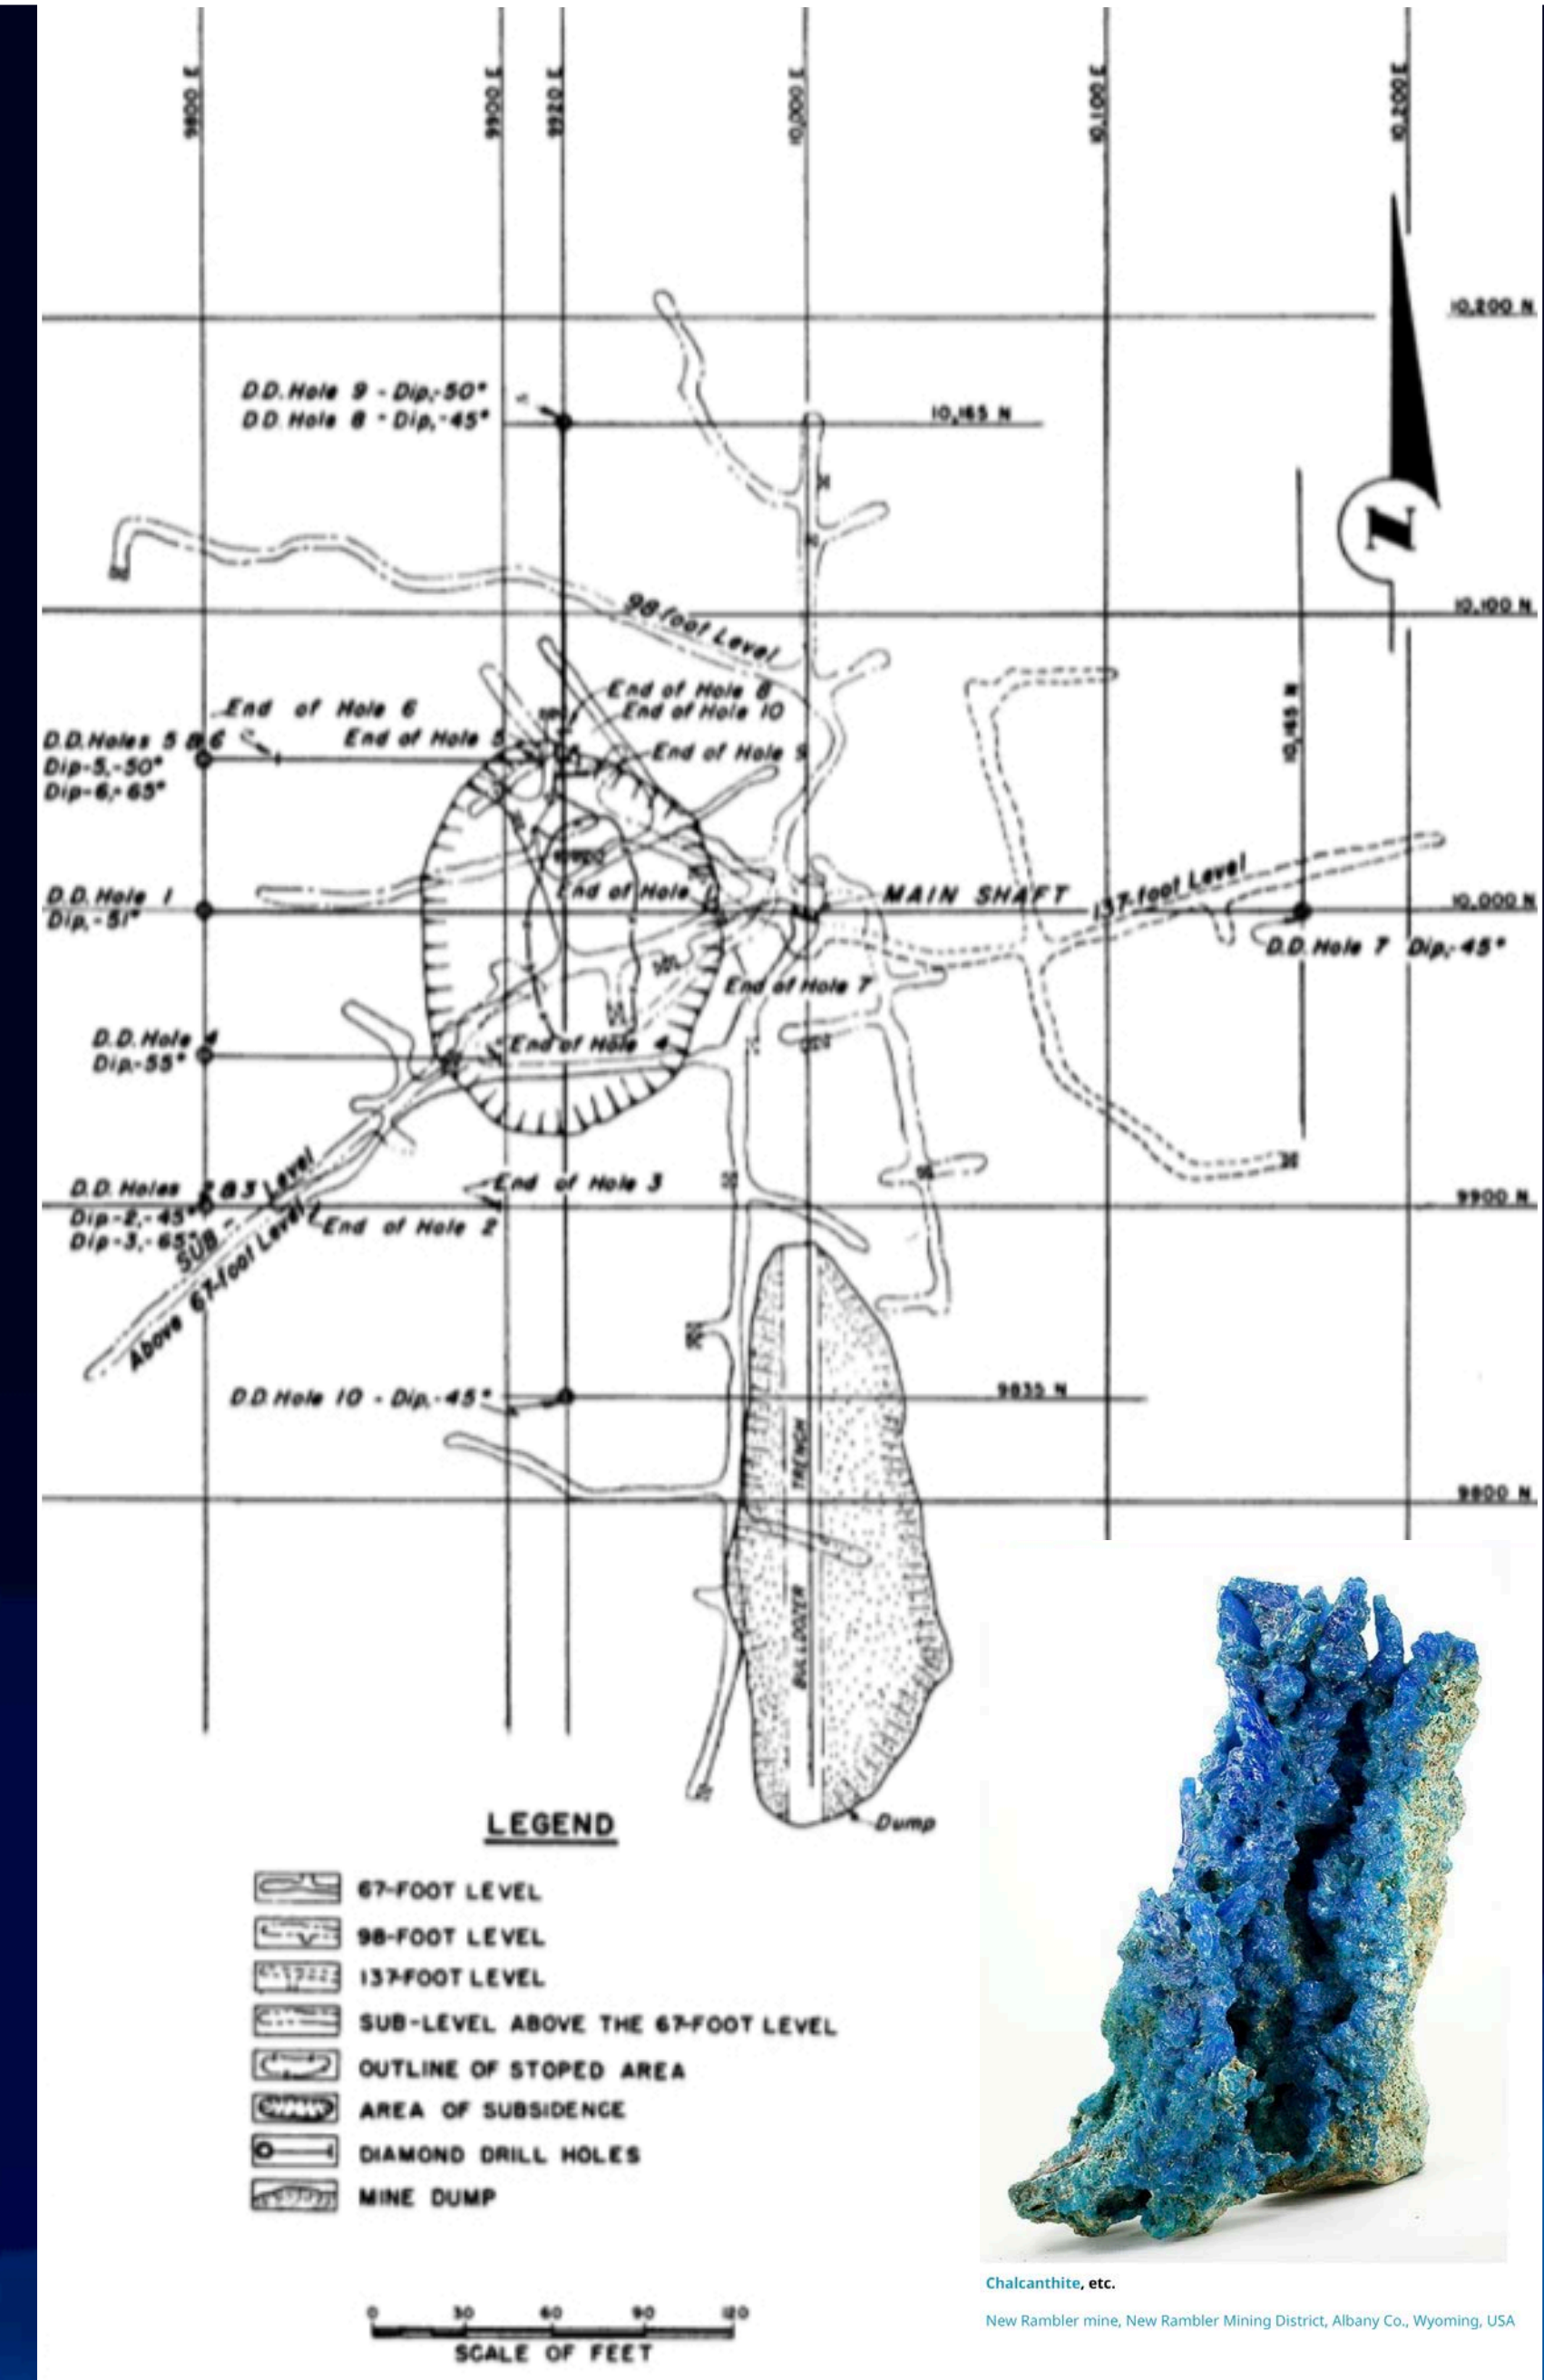 9800 E
9900 E
9920 E
10,000 E
10,100 E
10,200 E
10,200 N
D.D. Hole 9 - Dip,-50°
D.D. Hole 8 - Dip,-45°
10,165 N
Z
98 foot Level
10,100 N
10,165 N
End of Hole 8
End of Hole 10
End of Hole 6
End of Hole 5
End of Hole 9
D.D. Holes 5 & 6
Dip-5,-50°
Dip-6,-65°
D.D. Hole 1
Dip,-51°
End of Hole 1
MAIN SHAFT
137-foot Level
10,000 N
D.D. Hole 7 Dip,-45°
End of Hole 7
D.D. Hole 4
Dip,-55°
End of Hole 4
D.D. Holes 2 & 3
Dip-2,-45°
Dip-3,-65°
SUB - Level
Above 67-foot Level
End of Hole 3
End of Hole 2
9900 N
D.D. Hole 10 - Dip,-45°
9835 N
9800 N
BULLDOZER TRENCH
Dump
LEGEND
67-FOOT LEVEL
98-FOOT LEVEL
137-FOOT LEVEL
SUB-LEVEL ABOVE THE 67-FOOT LEVEL
OUTLINE OF STOPED AREA
AREA OF SUBSIDENCE
DIAMOND DRILL HOLES
MINE DUMP
0 30 60 90 120
SCALE OF FEET
Chalcanthite, etc.
New Rambler mine, New Rambler Mining District, Albany Co., Wyoming, USA